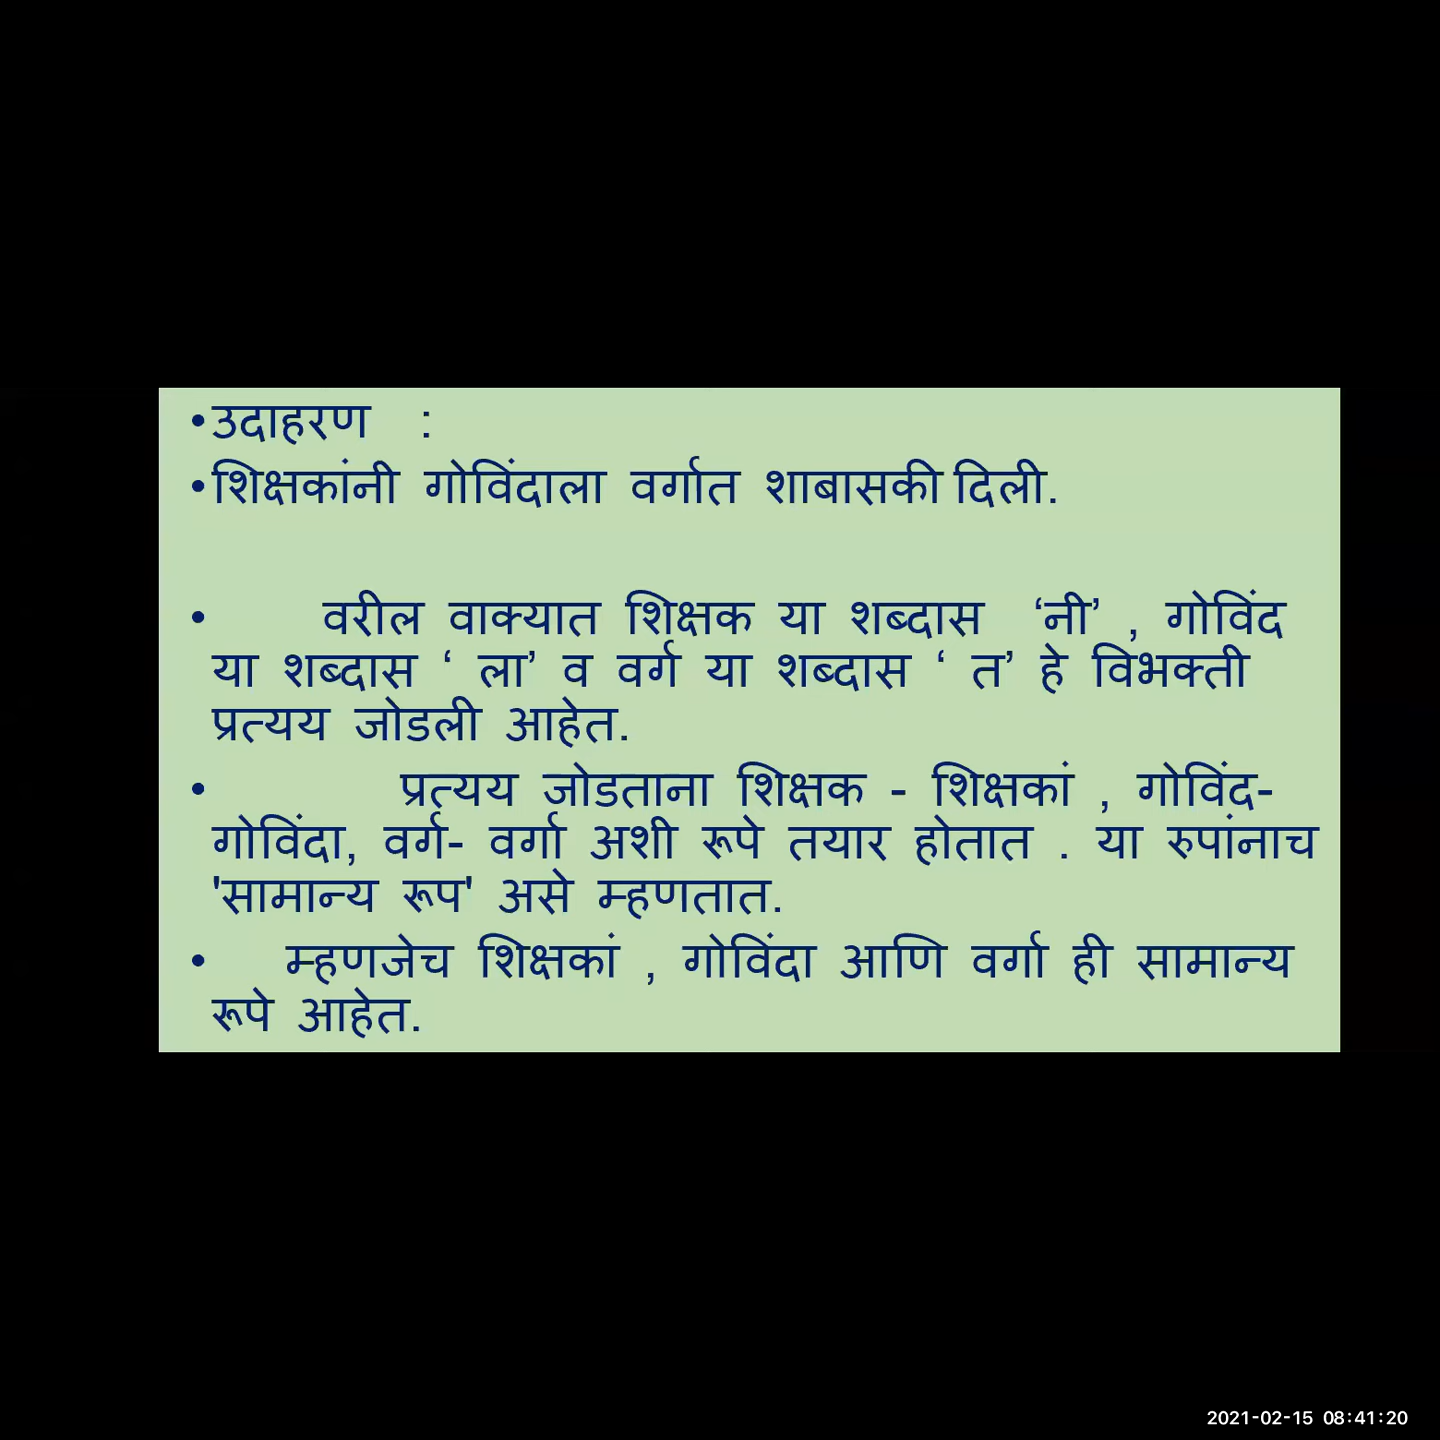 •उदाहरण :
•शिक्षकांनी गोविंदाला वर्गात शाबासकी दिली.
• वरील वाक्यात शिक्षक या शब्दास ‘नी’ , गोविंद
या शब्दास ‘ ला’ व वर्ग या शब्दास ‘ त’ हे विभक्ती
प्रत्यय जोडली आहेत.
• प्रत्यय जोडताना शिक्षक - शिक्षकां , गोविंद-
गोविंदा, वर्ग- वर्गा अशी रूपे तयार होतात . या रुपांनाच
'सामान्य रूप' असे म्हणतात.
• म्हणजेच शिक्षकां , गोविंदा आणि वर्गा ही सामान्य
रूपे आहेत.
2021-02-15 08:41:20